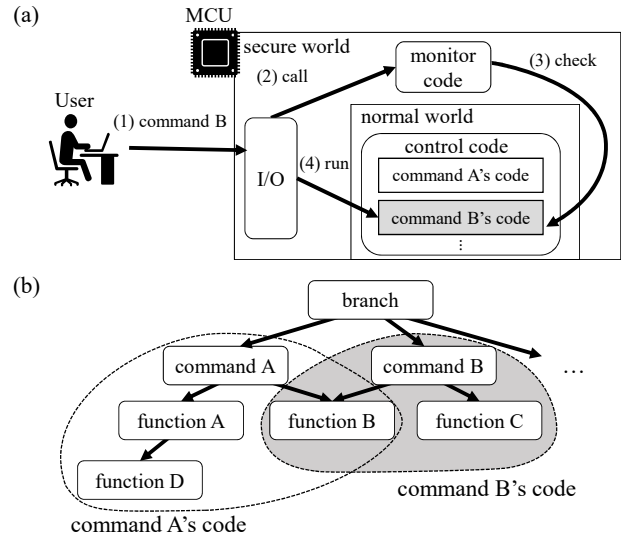 (a)
MCU
secure world
(2) call
monitor
code
(3) check
User
(1) command B
normal world
I/O
(4) run
control code
command A's code
command B's code
⋮
(b)
branch
command A
command B
...
function A
function B
function C
function D
command B's code
command A's code